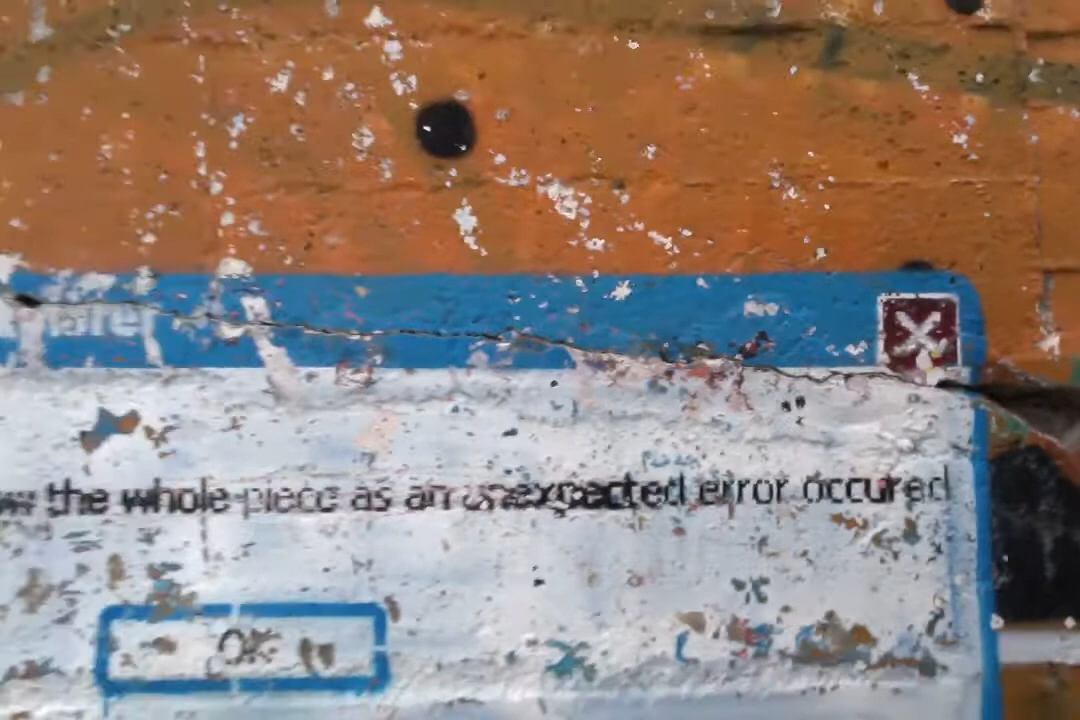 the whole piece as an unexpected error occured
OK